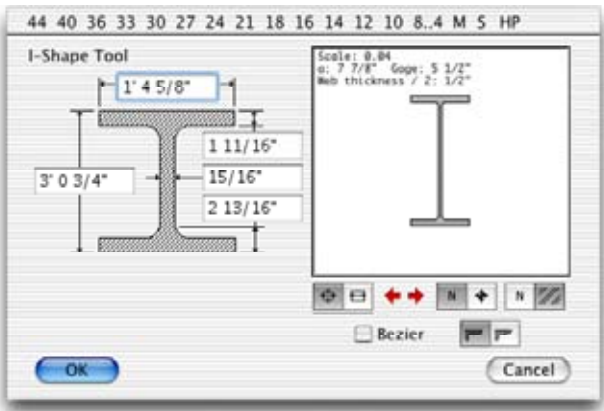 44 40 36 33 30 27 24 21 18 16 14 12 10 8..4 M S HP
I-Shape Tool
1' 4 5/8"
1 11/16"
3' 0 3/4"
15/16"
2 13/16"
Scale: 0.04
a: 7 7/8" Gage: 5 1/2"
Web thickness / 2: 1/2"
N
N
Bezier
OK
Cancel